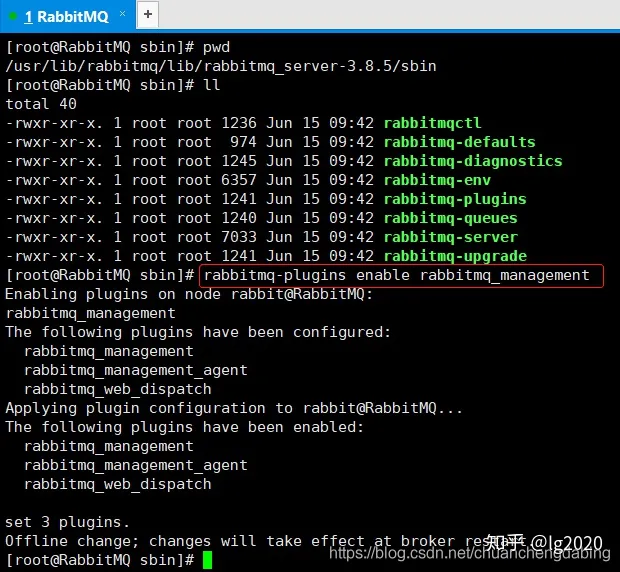 1 RabbitMQ × +
[root@RabbitMQ sbin]# pwd
/usr/lib/rabbitmq/lib/rabbitmq_server-3.8.5/sbin
[root@RabbitMQ sbin]# ll
total 40
-rwxr-xr-x. 1 root root 1236 Jun 15 09:42 rabbitmqctl
-rwxr-xr-x. 1 root root  974 Jun 15 09:42 rabbitmq-defaults
-rwxr-xr-x. 1 root root 1245 Jun 15 09:42 rabbitmq-diagnostics
-rwxr-xr-x. 1 root root 6357 Jun 15 09:42 rabbitmq-env
-rwxr-xr-x. 1 root root 1241 Jun 15 09:42 rabbitmq-plugins
-rwxr-xr-x. 1 root root 1240 Jun 15 09:42 rabbitmq-queues
-rwxr-xr-x. 1 root root 7033 Jun 15 09:42 rabbitmq-server
-rwxr-xr-x. 1 root root 1241 Jun 15 09:42 rabbitmq-upgrade
[root@RabbitMQ sbin]# rabbitmq-plugins enable rabbitmq_management
Enabling plugins on node rabbit@RabbitMQ:
rabbitmq_management
The following plugins have been configured:
  rabbitmq_management
  rabbitmq_management_agent
  rabbitmq_web_dispatch
Applying plugin configuration to rabbit@RabbitMQ...
The following plugins have been enabled:
  rabbitmq_management
  rabbitmq_management_agent
  rabbitmq_web_dispatch

set 3 plugins.
Offline change; changes will take effect at broker restart.
知乎 @lg2020
https://blog.csdn.net/chuanchengdabing
[root@RabbitMQ sbin]#